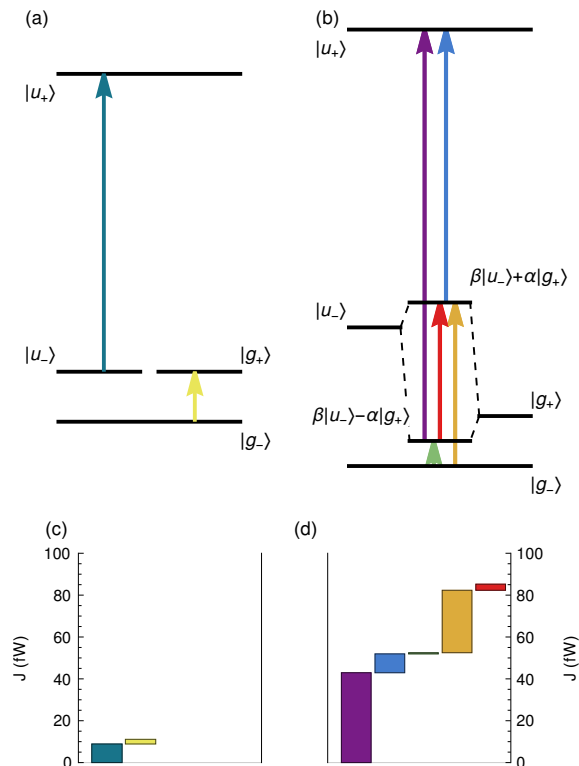 (a)
(b)
|u₊⟩
|u₊⟩
β|u₋⟩+α|g₊⟩
|u₋⟩
|u₋⟩
|g₊⟩
β|u₋⟩−α|g₊⟩
|g₊⟩
|g₋⟩
|g₋⟩
(c)
(d)
100
80
60
40
20
0
J (fW)
100
80
60
40
20
0
J (fW)